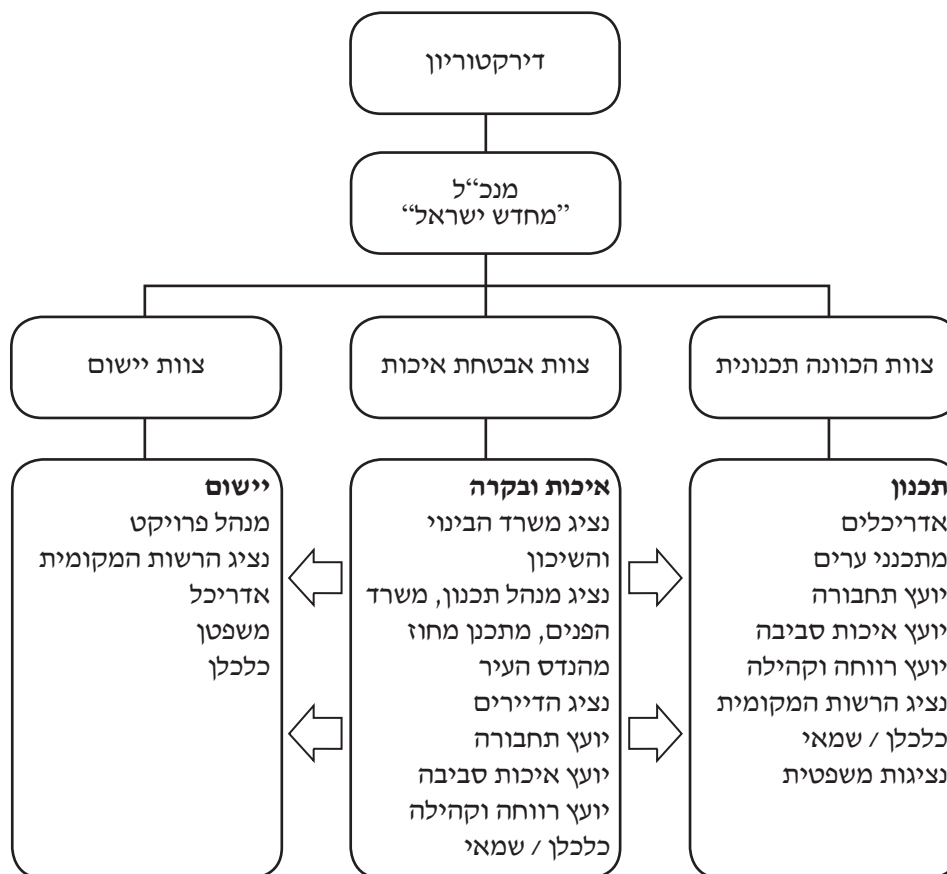 דירקטוריון
מנכ“ל
”מחדש ישראל“
צוות הכוונה תכנונית
צוות אבטחת איכות
צוות יישום
תכנון
אדריכלים
מתכנני ערים
יועץ תחבורה
יועץ איכות סביבה
יועץ רווחה וקהילה
נציג הרשות המקומית
כלכלן / שמאי
נציגות משפטית
איכות ובקרה
נציג משרד הבינוי
והשיכון
נציג מנהל תכנון, משרד
הפנים, מתכנן מחוז
מהנדס העיר
נציג הדיירים
יועץ תחבורה
יועץ איכות סביבה
יועץ רווחה וקהילה
כלכלן / שמאי
יישום
מנהל פרויקט
נציג הרשות המקומית
אדריכל
משפטן
כלכלן